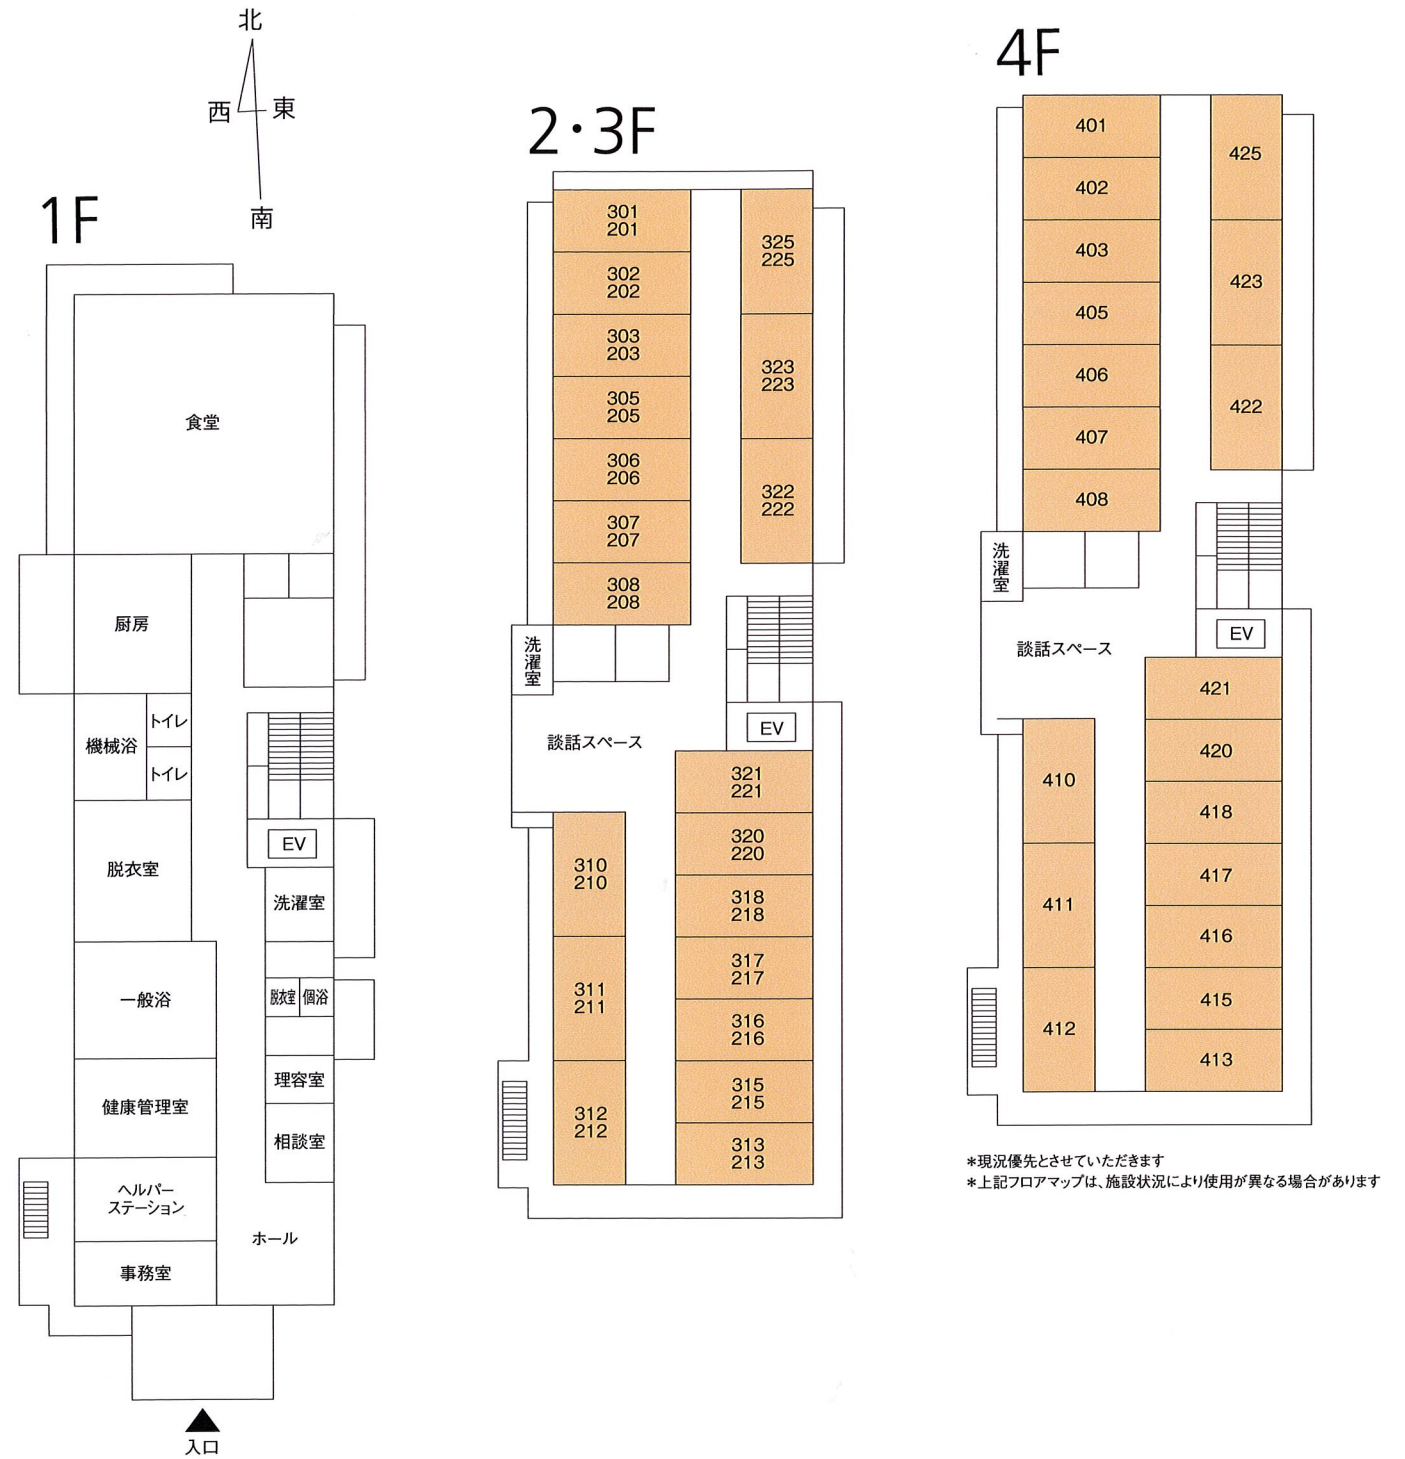 北
西
東
南
1F
食堂
厨房
機械浴
トイレ
トイレ
脱衣室
EV
洗濯室
一般浴
脱衣室
個浴
健康管理室
理容室
相談室
ヘルパー
ステーション
ホール
事務室
入口
2・3F
301
201
302
202
303
203
305
205
306
206
307
207
308
208
325
225
323
223
322
222
洗濯室
談話スペース
EV
310
210
311
211
312
212
321
221
320
220
318
218
317
217
316
216
315
215
313
213
4F
401
402
403
405
406
407
408
425
423
422
洗濯室
談話スペース
EV
410
411
412
421
420
418
417
416
415
413
＊現況優先とさせていただきます
＊上記フロアマップは、施設状況により使用が異なる場合があります